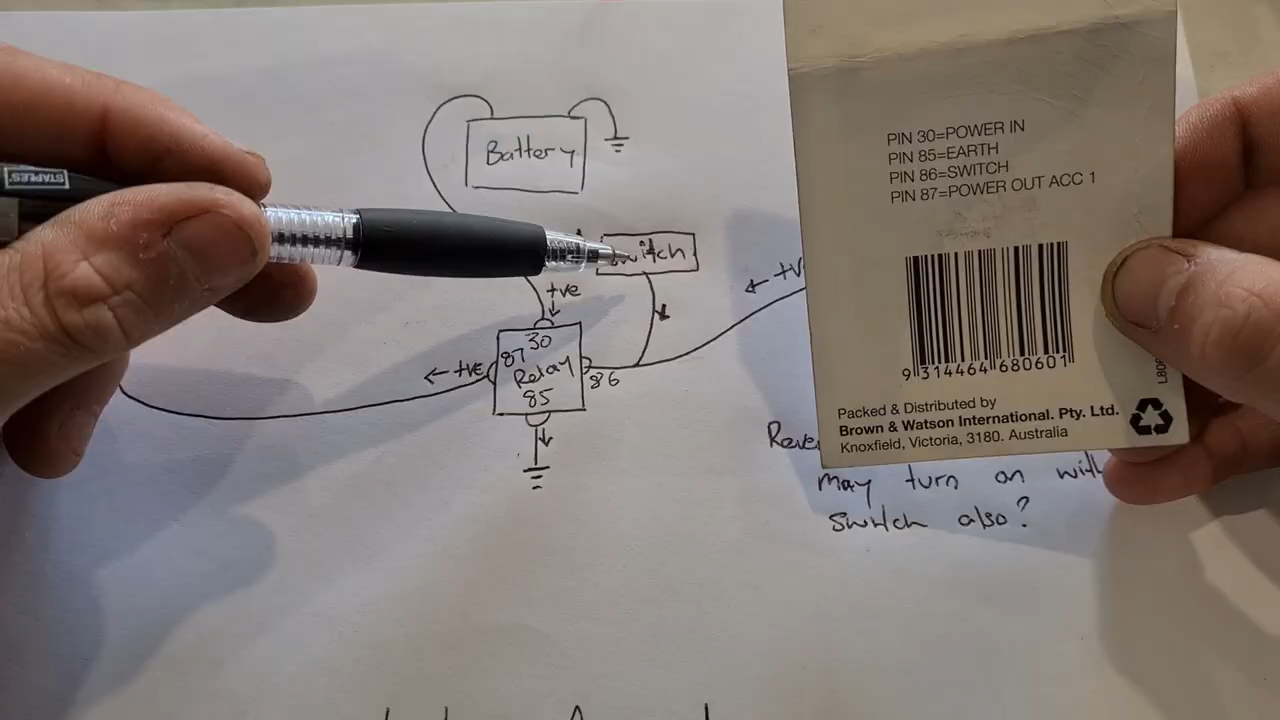 STAPLES
Battery
switch
+ve
+ve
30
87
Relay
85
86
+ve
may turn on with
switch also?
PIN 30=POWER IN
PIN 85=EARTH
PIN 86=SWITCH
PIN 87=POWER OUT ACC 1
9 314464 680601
Packed & Distributed by
Brown & Watson International. Pty. Ltd.
Knoxfield, Victoria, 3180. Australia